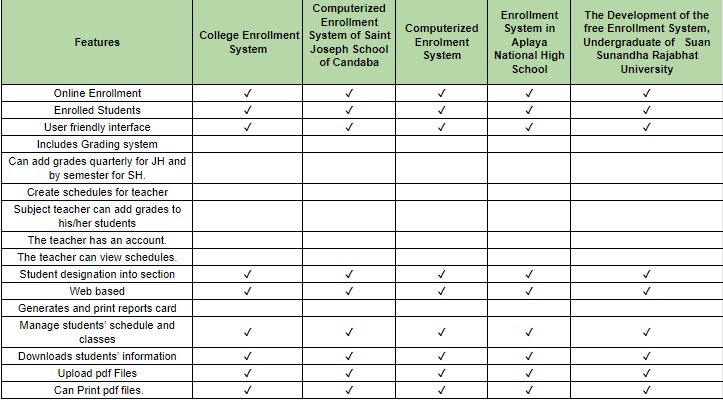 Features
College Enrollment
System
Computerized
Enrollment
System of Saint
Joseph School
of Candaba
Computerized
Enrolment
System
Enrollment
System in
Aplaya
National High
School
The Development of the
free Enrollment System,
Undergraduate of Suan
Sunandha Rajabhat
University
Online Enrollment ✓ ✓ ✓ ✓ ✓
Enrolled Students ✓ ✓ ✓ ✓ ✓
User friendly interface ✓ ✓ ✓ ✓ ✓
Includes Grading system
Can add grades quarterly for JH and
by semester for SH.
Create schedules for teacher
Subject teacher can add grades to
his/her students
The teacher has an account.
The teacher can view schedules.
Student designation into section ✓ ✓ ✓ ✓ ✓
Web based ✓ ✓ ✓ ✓ ✓
Generates and print reports card
Manage students' schedule and
classes ✓ ✓ ✓ ✓ ✓
Downloads students' information ✓ ✓ ✓ ✓ ✓
Upload pdf Files ✓ ✓ ✓ ✓ ✓
Can Print pdf files. ✓ ✓ ✓ ✓ ✓